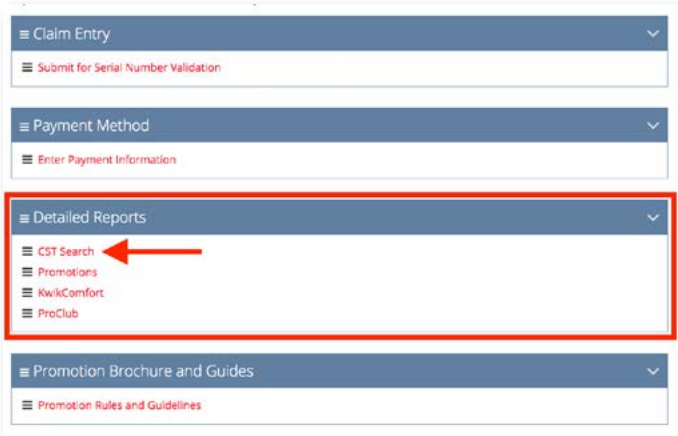 Claim Entry
Submit for Serial Number Validation
Payment Method
Enter Payment Information
Detailed Reports
CST Search
Promotions
KwikComfort
ProClub
Promotion Brochure and Guides
Promotion Rules and Guidelines